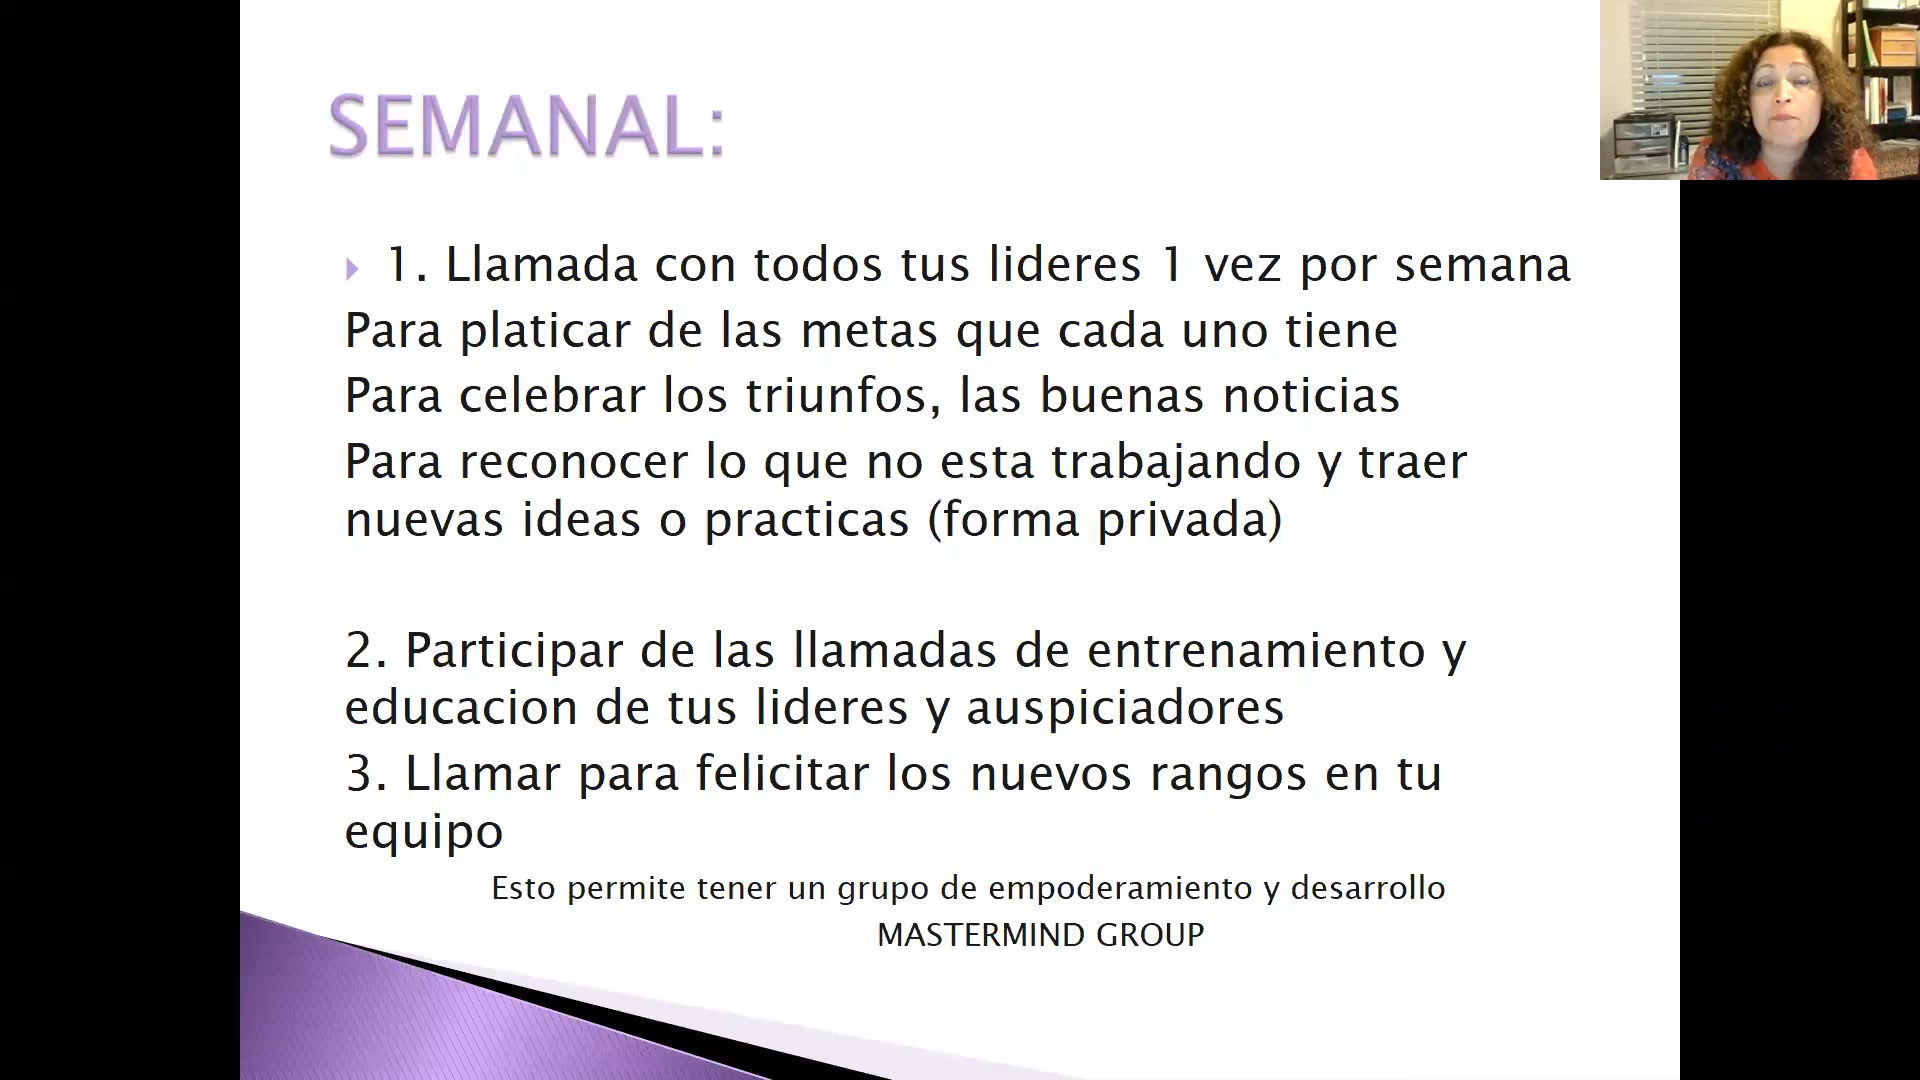 SEMANAL:
1. Llamada con todos tus lideres 1 vez por semana
Para platicar de las metas que cada uno tiene
Para celebrar los triunfos, las buenas noticias
Para reconocer lo que no esta trabajando y traer
nuevas ideas o practicas (forma privada)
2. Participar de las llamadas de entrenamiento y
educacion de tus lideres y auspiciadores
3. Llamar para felicitar los nuevos rangos en tu
equipo
Esto permite tener un grupo de empoderamiento y desarrollo
MASTERMIND GROUP